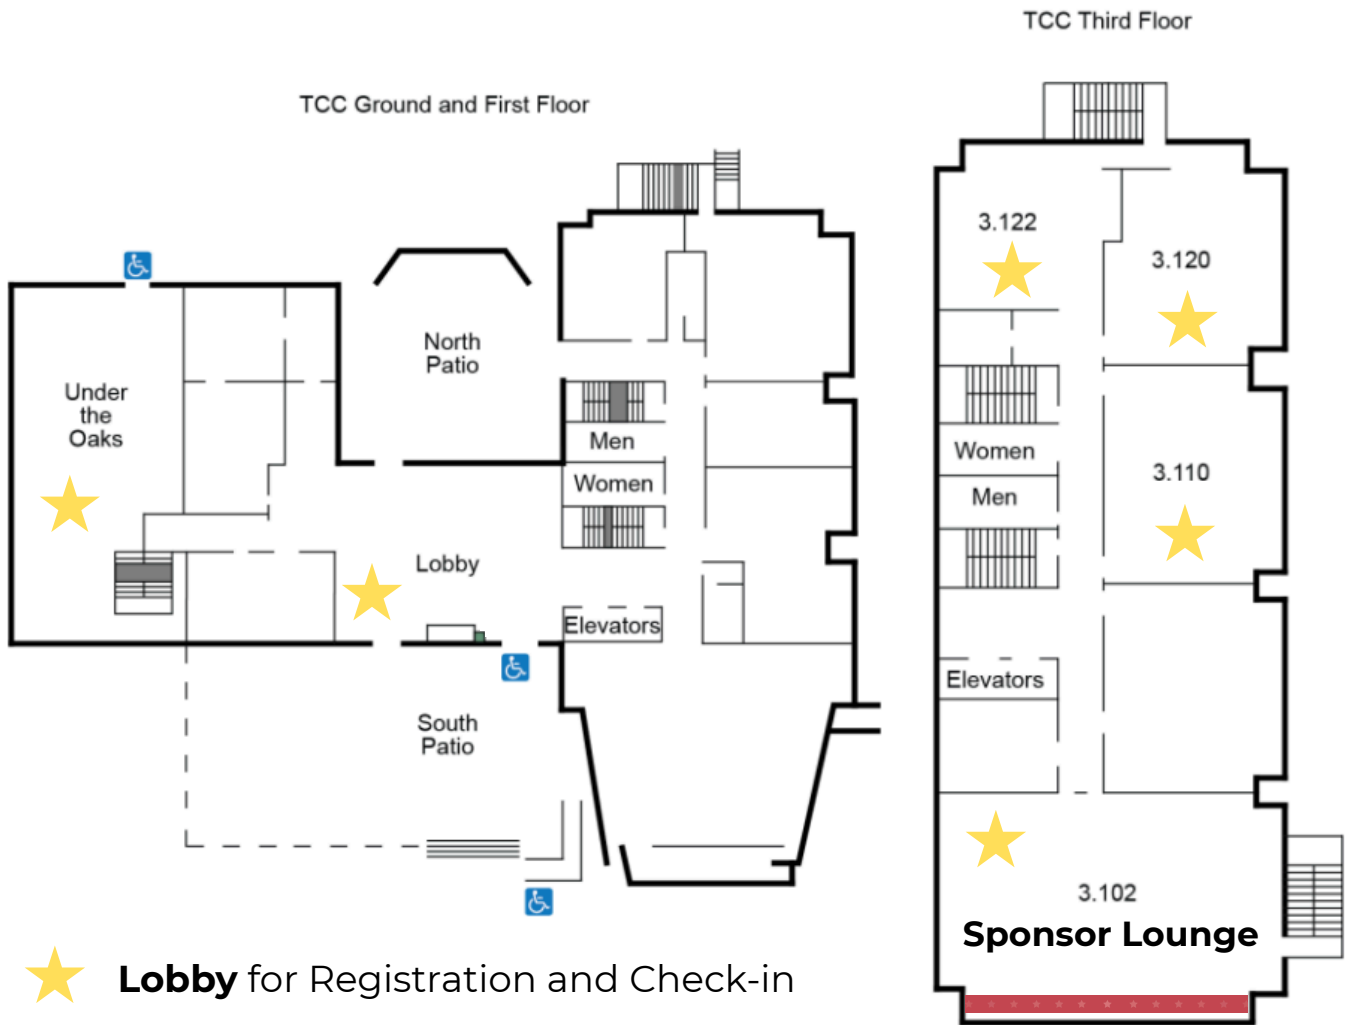 TCC Third Floor
TCC Ground and First Floor
3.122
3.120
North
Patio
Under
the
Oaks
Men
Women
Women
Men
3.110
Lobby
Elevators
Elevators
South
Patio
3.102
Sponsor Lounge
Lobby for Registration and Check-in